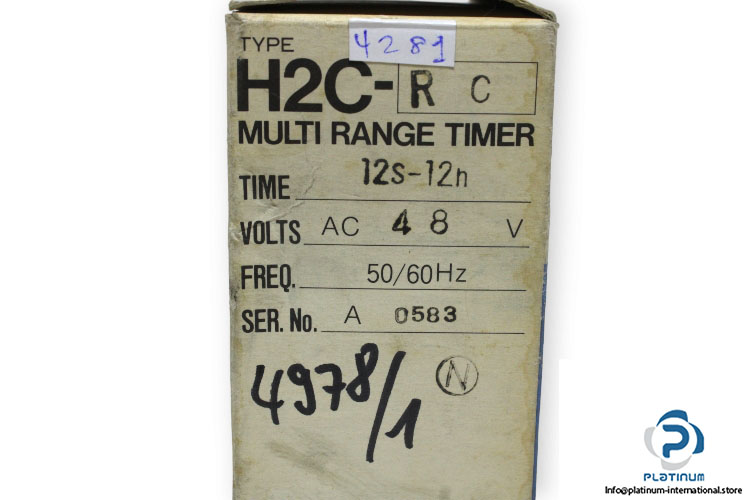 4281
TYPE
H2C-R C
MULTI RANGE TIMER
TIME 12s-12h
VOLTS AC 48 V
FREQ. 50/60Hz
SER. No. A 0583
4978/1
N
PLATINUM
Info@platinum-international.store